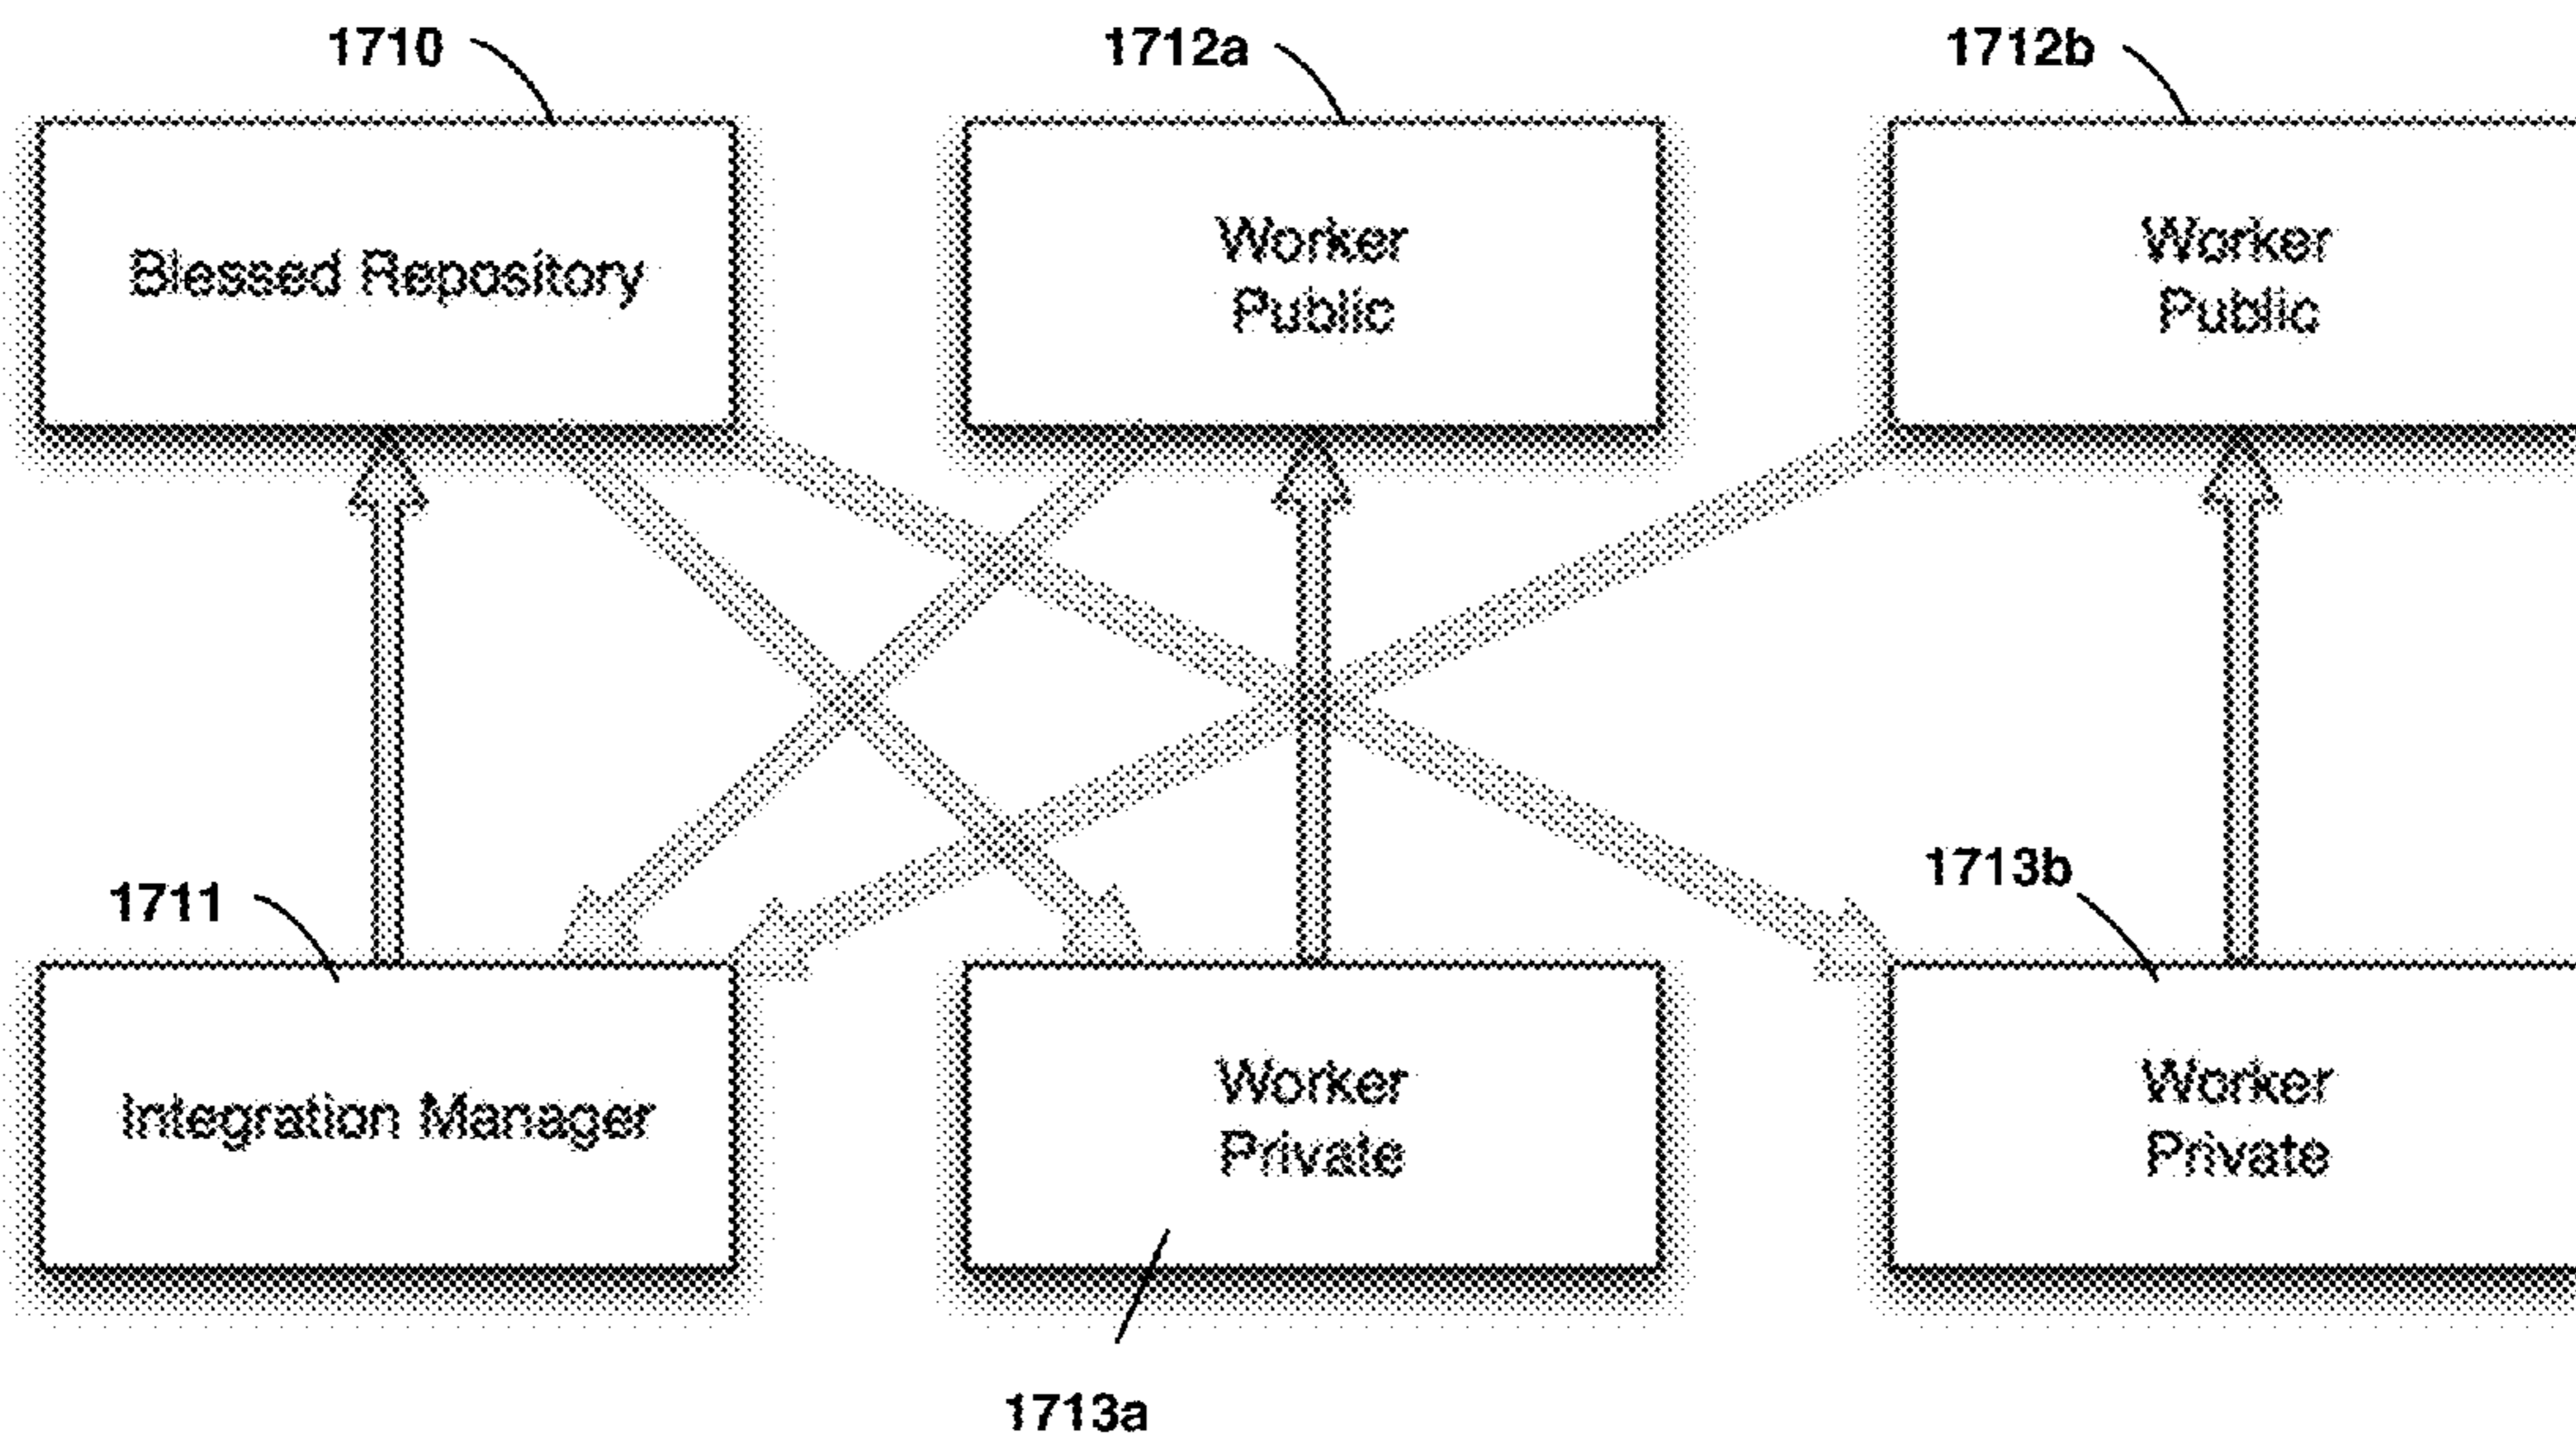 1710
1712a
1712b
Blessed Repository
Worker
Public
Worker
Public
1711
1713b
Integration Manager
Worker
Private
Worker
Private
1713a